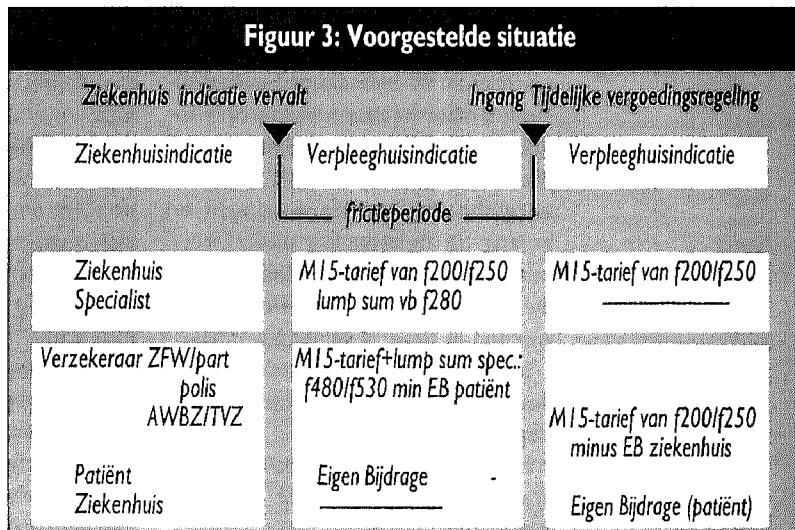 Figuur 3: Voorgestelde situatie
Ziekenhuis indicatie vervalt
Ingang Tijdelijke vergoedingsregeling
Ziekenhuisindicatie
Verpleeghuisindicatie
Verpleeghuisindicatie
frictieperiode
Ziekenhuis
Specialist
M15-tarief van f200/f250
lump sum vb f280
M15-tarief van f200/f250
Verzekeraar ZFW/part
polis
AWBZ/TVZ
M15-tarief+lump sum spec.:
f480/f530 min EB patiënt
M15-tarief van f200/f250
minus EB ziekenhuis
Patiënt
Ziekenhuis
Eigen Bijdrage -
Eigen Bijdrage (patiënt)